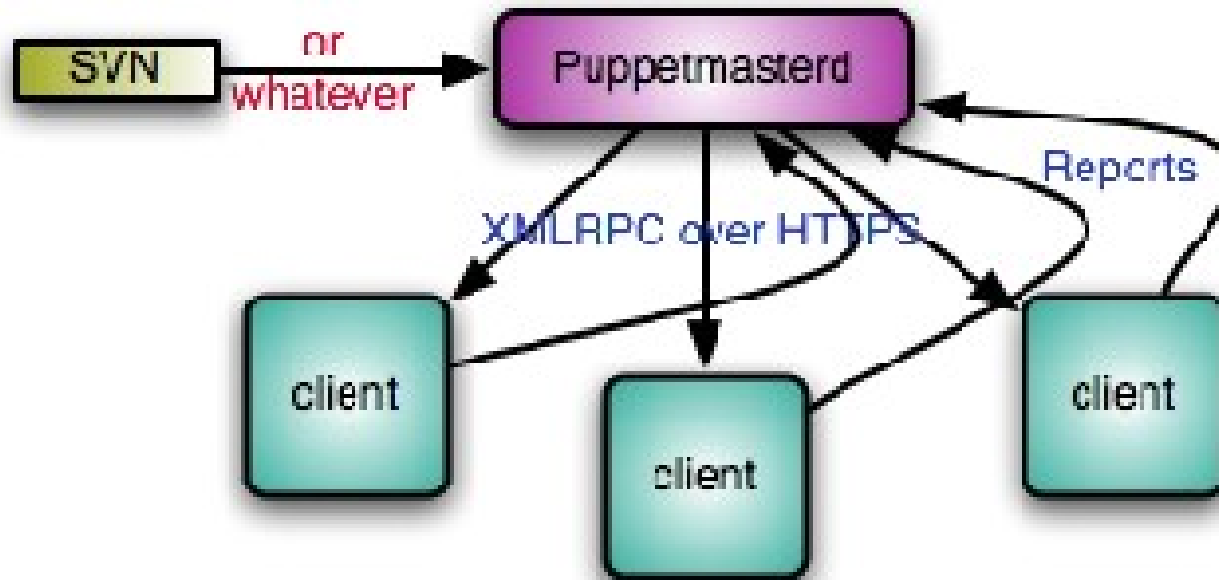 SVN
or
whatever
Puppetmasterd
Reports
XMLRPC over HTTPS
client
client
client